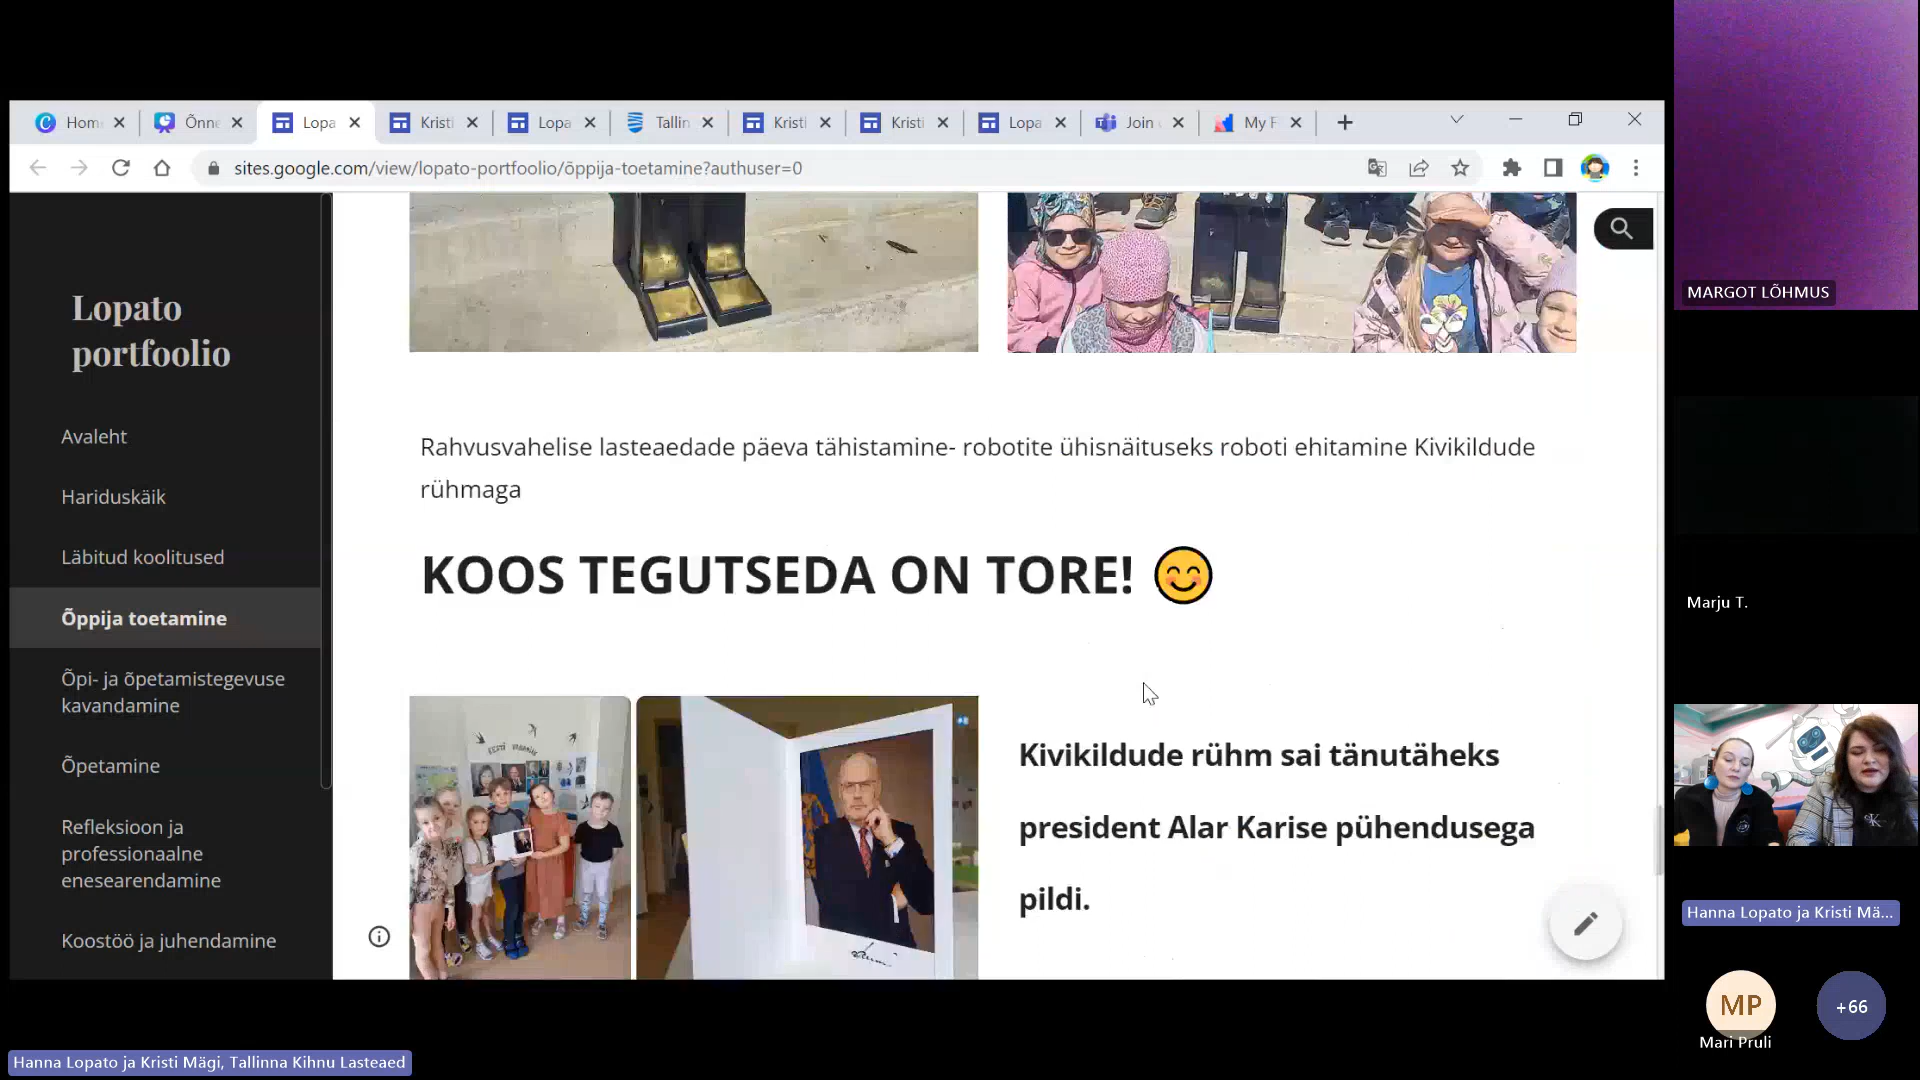 Hom
Õnne
Lopa
Kristi
Lopa
Tallin
Kristi
Kristi
Lopa
Join
My F
sites.google.com/view/lopato-portfoolio/õppija-toetamine?authuser=0
Lopato
portfoolio
Avaleht
Hariduskäik
Läbitud koolitused
Õppija toetamine
Õpi- ja õpetamistegevuse
kavandamine
Õpetamine
Refleksioon ja
professionaalne
enesearendamine
Koostöö ja juhendamine
Rahvusvahelise lasteaedade päeva tähistamine- robotite ühisnäituseks roboti ehitamine Kivikildude
rühmaga
KOOS TEGUTSEDA ON TORE! 😊
Kivikildude rühm sai tänutäheks
president Alar Karise pühendusega
pildi.
MARGOT LÕHMUS
Marju T.
Hanna Lopato ja Kristi Mä...
MP
Mari Pruli
+66
Hanna Lopato ja Kristi Mägi, Tallinna Kihnu Lasteaed